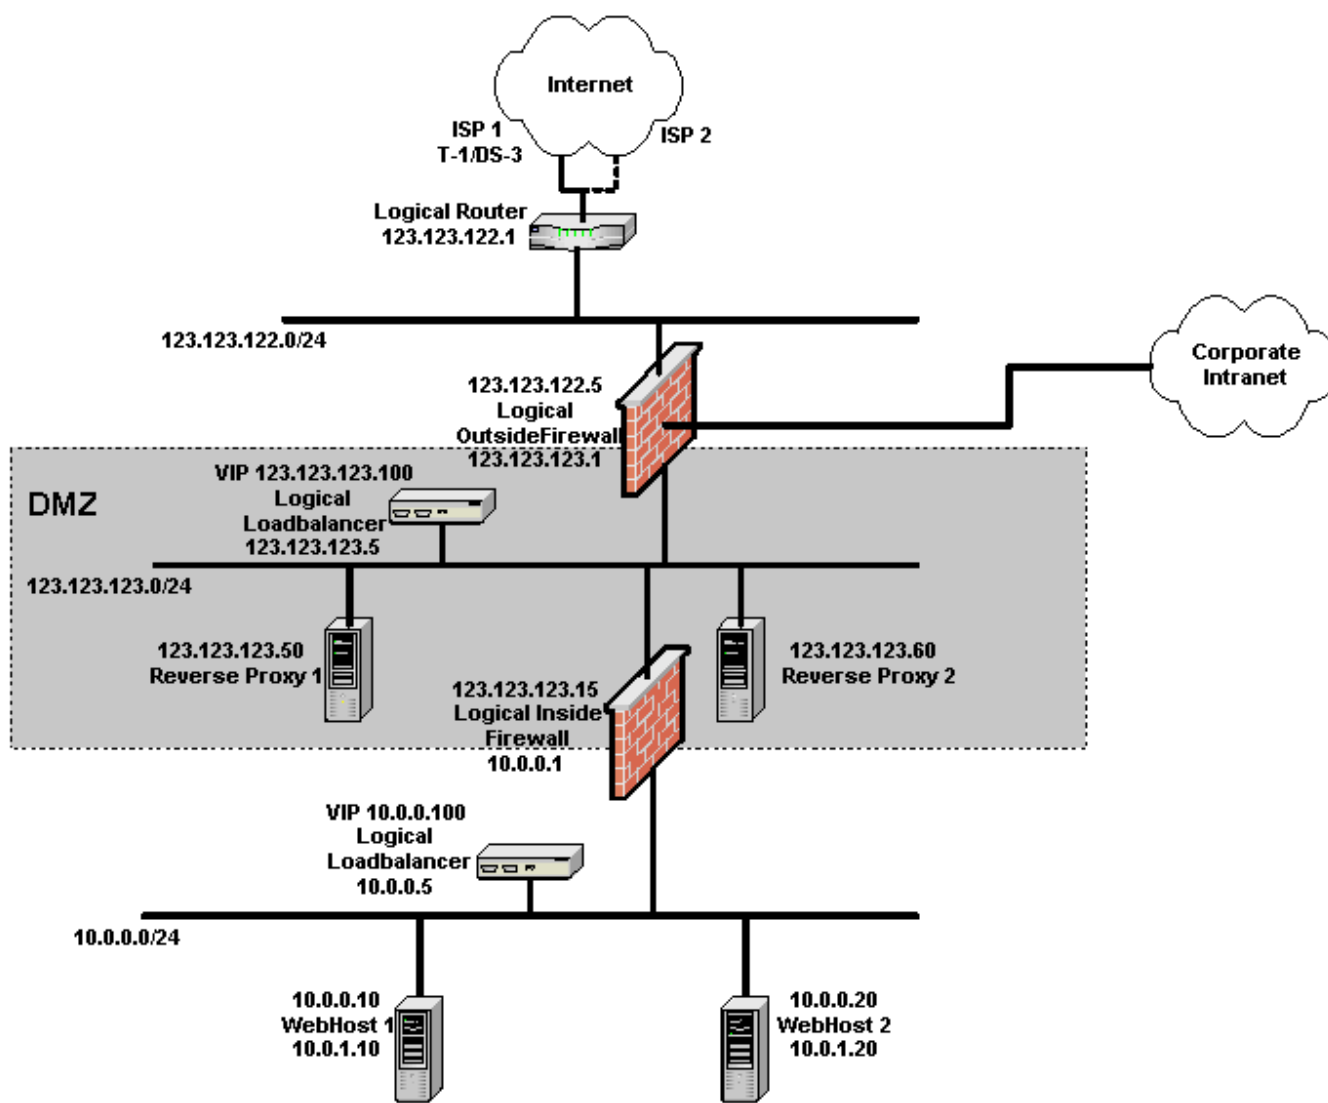 Internet
ISP 1
T-1/DS-3
ISP 2
Logical Router
123.123.122.1
123.123.122.0/24
Corporate
Intranet
123.123.122.5
Logical
OutsideFirewall
123.123.123.1
DMZ
VIP 123.123.123.100
Logical
Loadbalancer
123.123.123.5
123.123.123.0/24
123.123.123.50
Reverse Proxy 1
123.123.123.15
Logical Inside
Firewall
10.0.0.1
123.123.123.60
Reverse Proxy 2
VIP 10.0.0.100
Logical
Loadbalancer
10.0.0.5
10.0.0.0/24
10.0.0.10
WebHost 1
10.0.1.10
10.0.0.20
WebHost 2
10.0.1.20